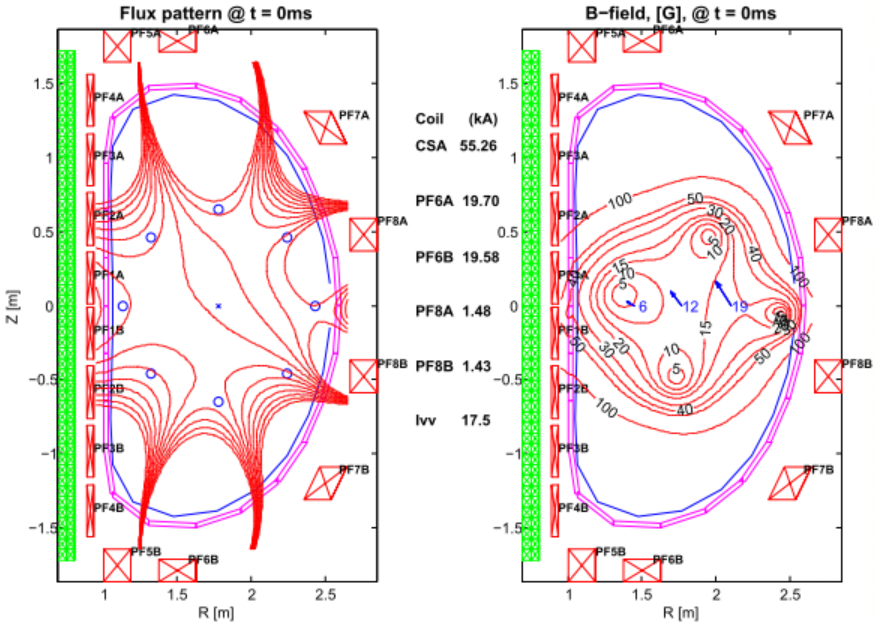 Flux pattern @ t = 0ms
B−field, [G], @ t = 0ms
PF5A
PF6A
PF4A
PF7A
PF3A
PF2A
PF8A
PF1A
PF1B
PF8B
PF2B
PF3B
PF7B
PF4B
PF5B
PF6B
1.5
1
0.5
0
−0.5
−1
−1.5
Z [m]
1
1.5
2
2.5
R [m]
Coil (kA)
CSA 55.26
PF6A 19.70
PF6B 19.58
PF8A 1.48
PF8B 1.43
Ivv 17.5
PF5A
PF6A
PF4A
PF7A
PF3A
PF2A
PF8A
PF1A
PF1B
PF8B
PF2B
PF3B
PF7B
PF4B
PF5B
PF6B
1.5
1
0.5
0
−0.5
−1
−1.5
100
50
30
20
5
10
40
100
15
10
5
40
6
12
19
15
50
30
20
10
5
50
100
100
40
1
1.5
2
2.5
R [m]